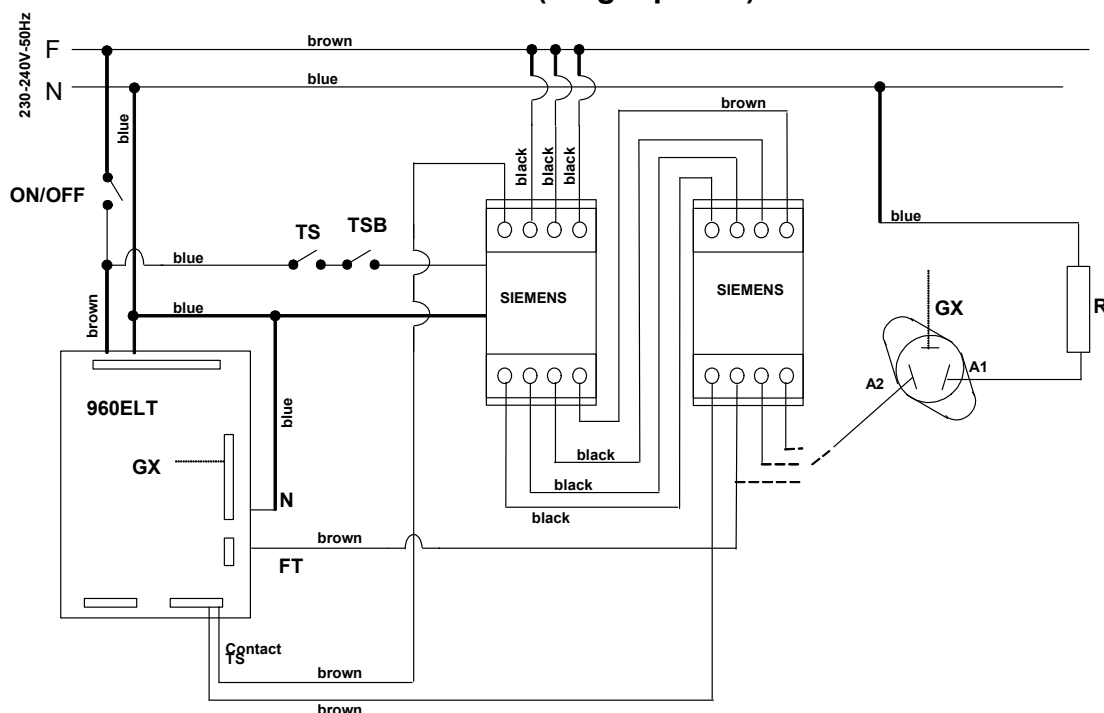 230-240V-50Hz
F
brown
N
blue
blue
brown
black
black
black
ON/OFF
TS
TSB
blue
blue
SIEMENS
SIEMENS
GX
R
blue
brown
A2
A1
960ELT
blue
GX
N
black
black
black
brown
FT
Contact
TS
brown
brown